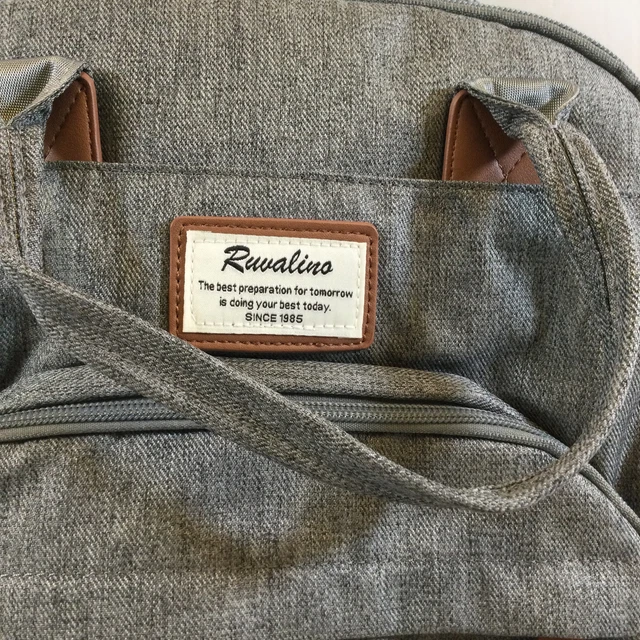 Ruvalino
The best preparation for tomorrow
is doing your best today.
SINCE 1985